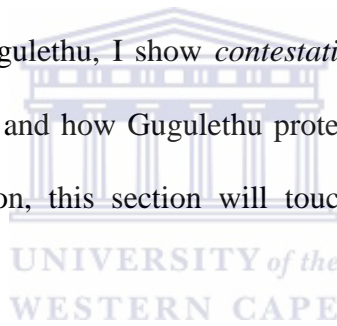 gulethu, I show contestati
and how Gugulethu prote
on, this section will touc
UNIVERSITY of the
WESTERN CAPE